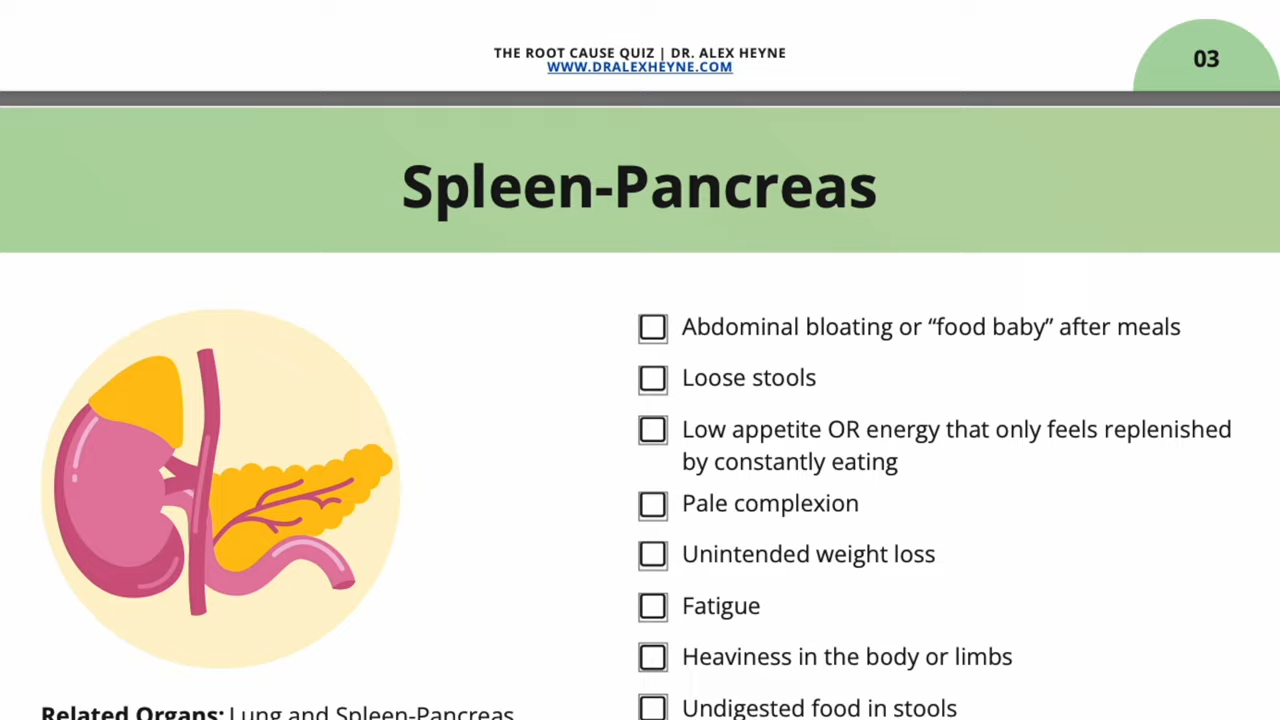 THE ROOT CAUSE QUIZ | DR. ALEX HEYNE
WWW.DRALEXHEYNE.COM
03
Spleen-Pancreas
Abdominal bloating or “food baby” after meals
Loose stools
Low appetite OR energy that only feels replenished
by constantly eating
Pale complexion
Unintended weight loss
Fatigue
Heaviness in the body or limbs
Undigested food in stools
Related Organs: Lung and Spleen-Pancreas